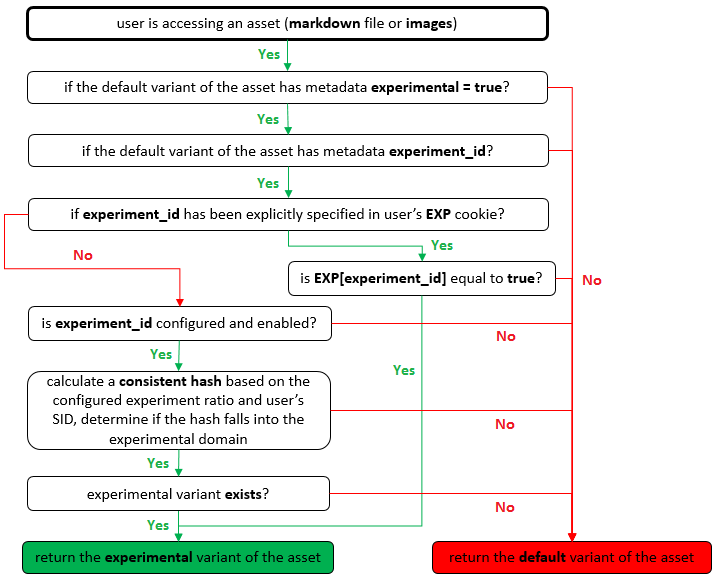 user is accessing an asset (markdown file or images)
Yes
if the default variant of the asset has metadata experimental = true?
Yes
if the default variant of the asset has metadata experiment_id?
Yes
if experiment_id has been explicitly specified in user's EXP cookie?
Yes
No
is EXP[experiment_id] equal to true?
No
is experiment_id configured and enabled?
No
Yes
Yes
calculate a consistent hash based on the
configured experiment ratio and user's
SID, determine if the hash falls into the
experimental domain
No
Yes
experimental variant exists?
No
Yes
return the experimental variant of the asset
return the default variant of the asset